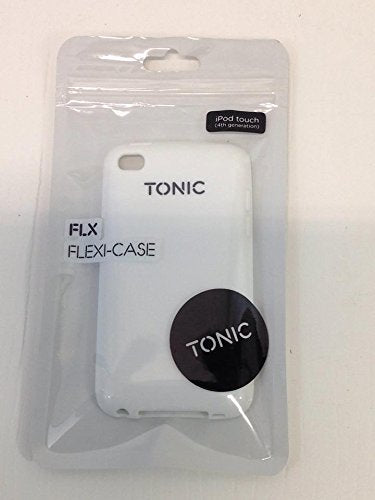 iPod touch
(4th generation)
TONIC
FLX
FLEXI-CASE
TONIC